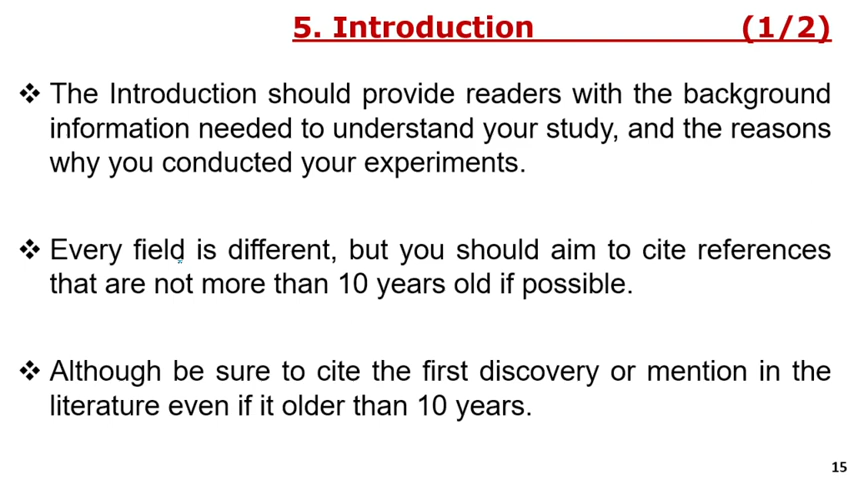 5. Introduction (1/2)
❖ The Introduction should provide readers with the background
information needed to understand your study, and the reasons
why you conducted your experiments.
❖ Every field is different, but you should aim to cite references
that are not more than 10 years old if possible.
❖ Although be sure to cite the first discovery or mention in the
literature even if it older than 10 years.
15